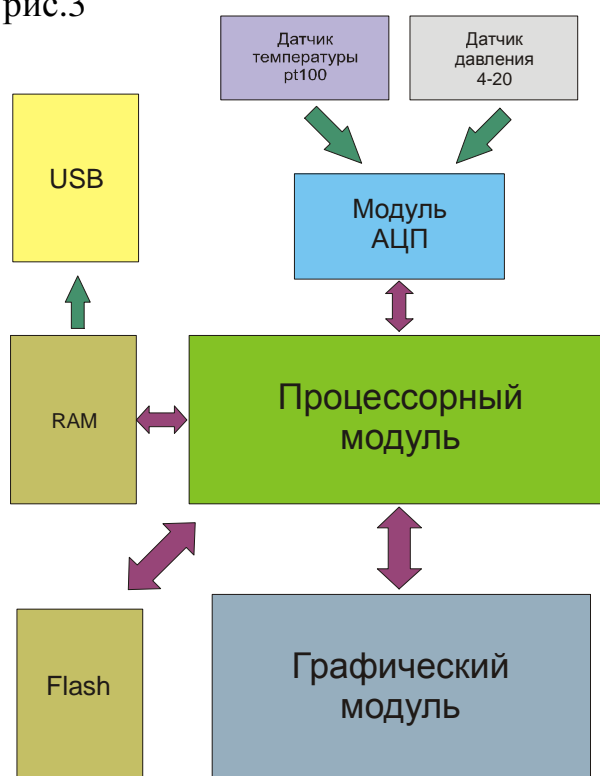 рис.3
Датчик
температуры
pt100
Датчик
давления
4-20
USB
Модуль
АЦП
RAM
Процессорный
модуль
Flash
Графический
модуль